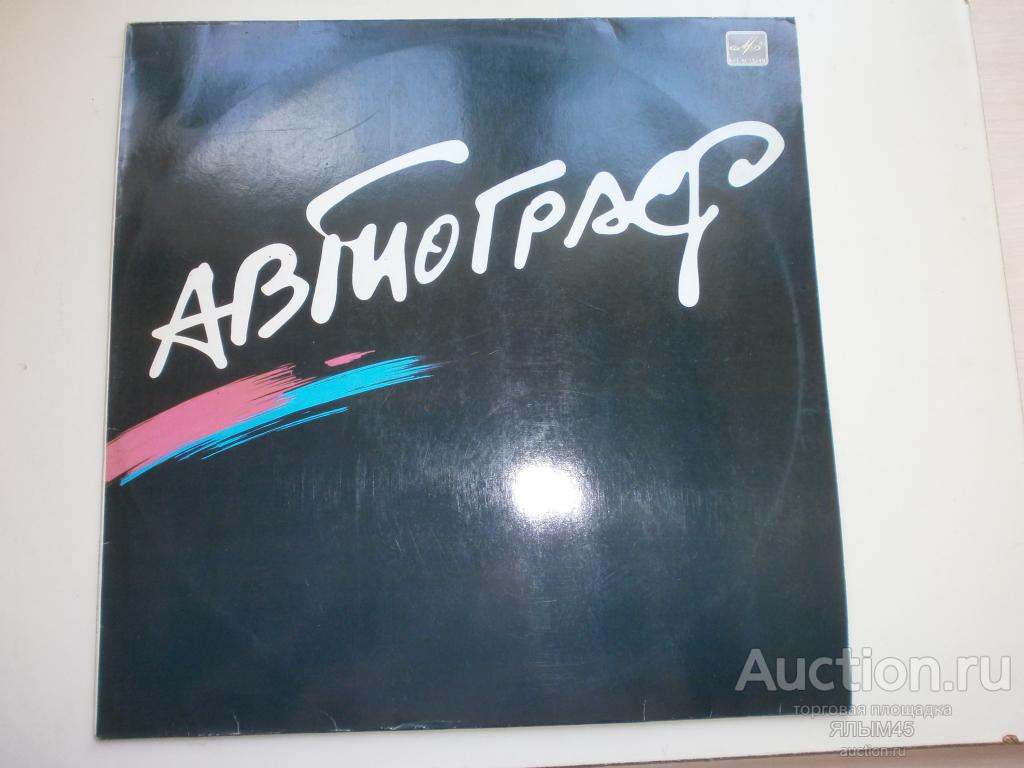 АВТОГРАФ
Auction.ru
торговая площадка
ЯЛЫМ45
auction.ru